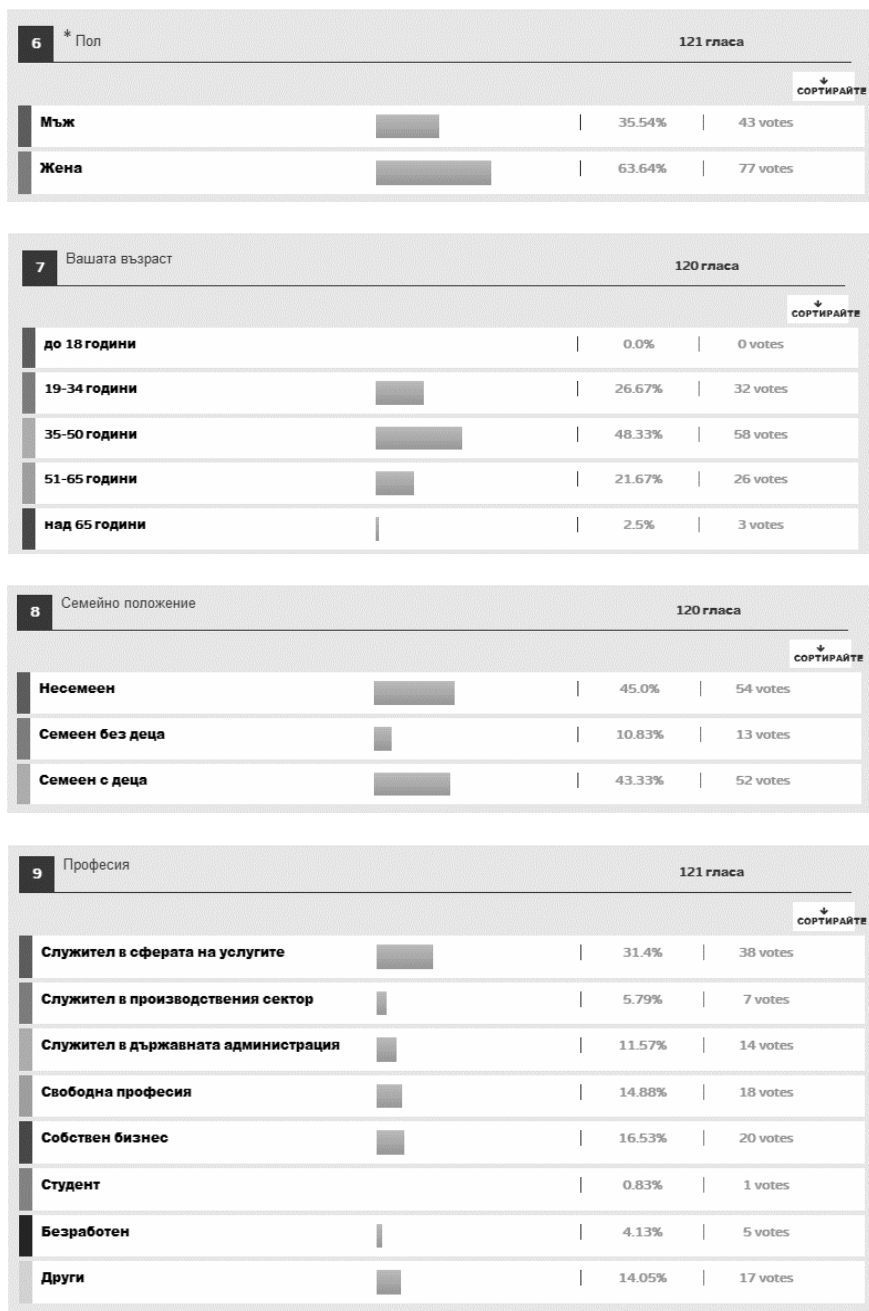 6 * Пол 121 гласа
СОРТИРАЙТЕ
Мъж 35.54% 43 votes
Жена 63.64% 77 votes
7 Вашата възраст 120 гласа
СОРТИРАЙТЕ
до 18 години 0.0% 0 votes
19-34 години 26.67% 32 votes
35-50 години 48.33% 58 votes
51-65 години 21.67% 26 votes
над 65 години 2.5% 3 votes
8 Семейно положение 120 гласа
СОРТИРАЙТЕ
Несемеен 45.0% 54 votes
Семеен без деца 10.83% 13 votes
Семеен с деца 43.33% 52 votes
9 Професия 121 гласа
СОРТИРАЙТЕ
Служител в сферата на услугите 31.4% 38 votes
Служител в производствения сектор 5.79% 7 votes
Служител в държавната администрация 11.57% 14 votes
Свободна професия 14.88% 18 votes
Собствен бизнес 16.53% 20 votes
Студент 0.83% 1 votes
Безработен 4.13% 5 votes
Други 14.05% 17 votes